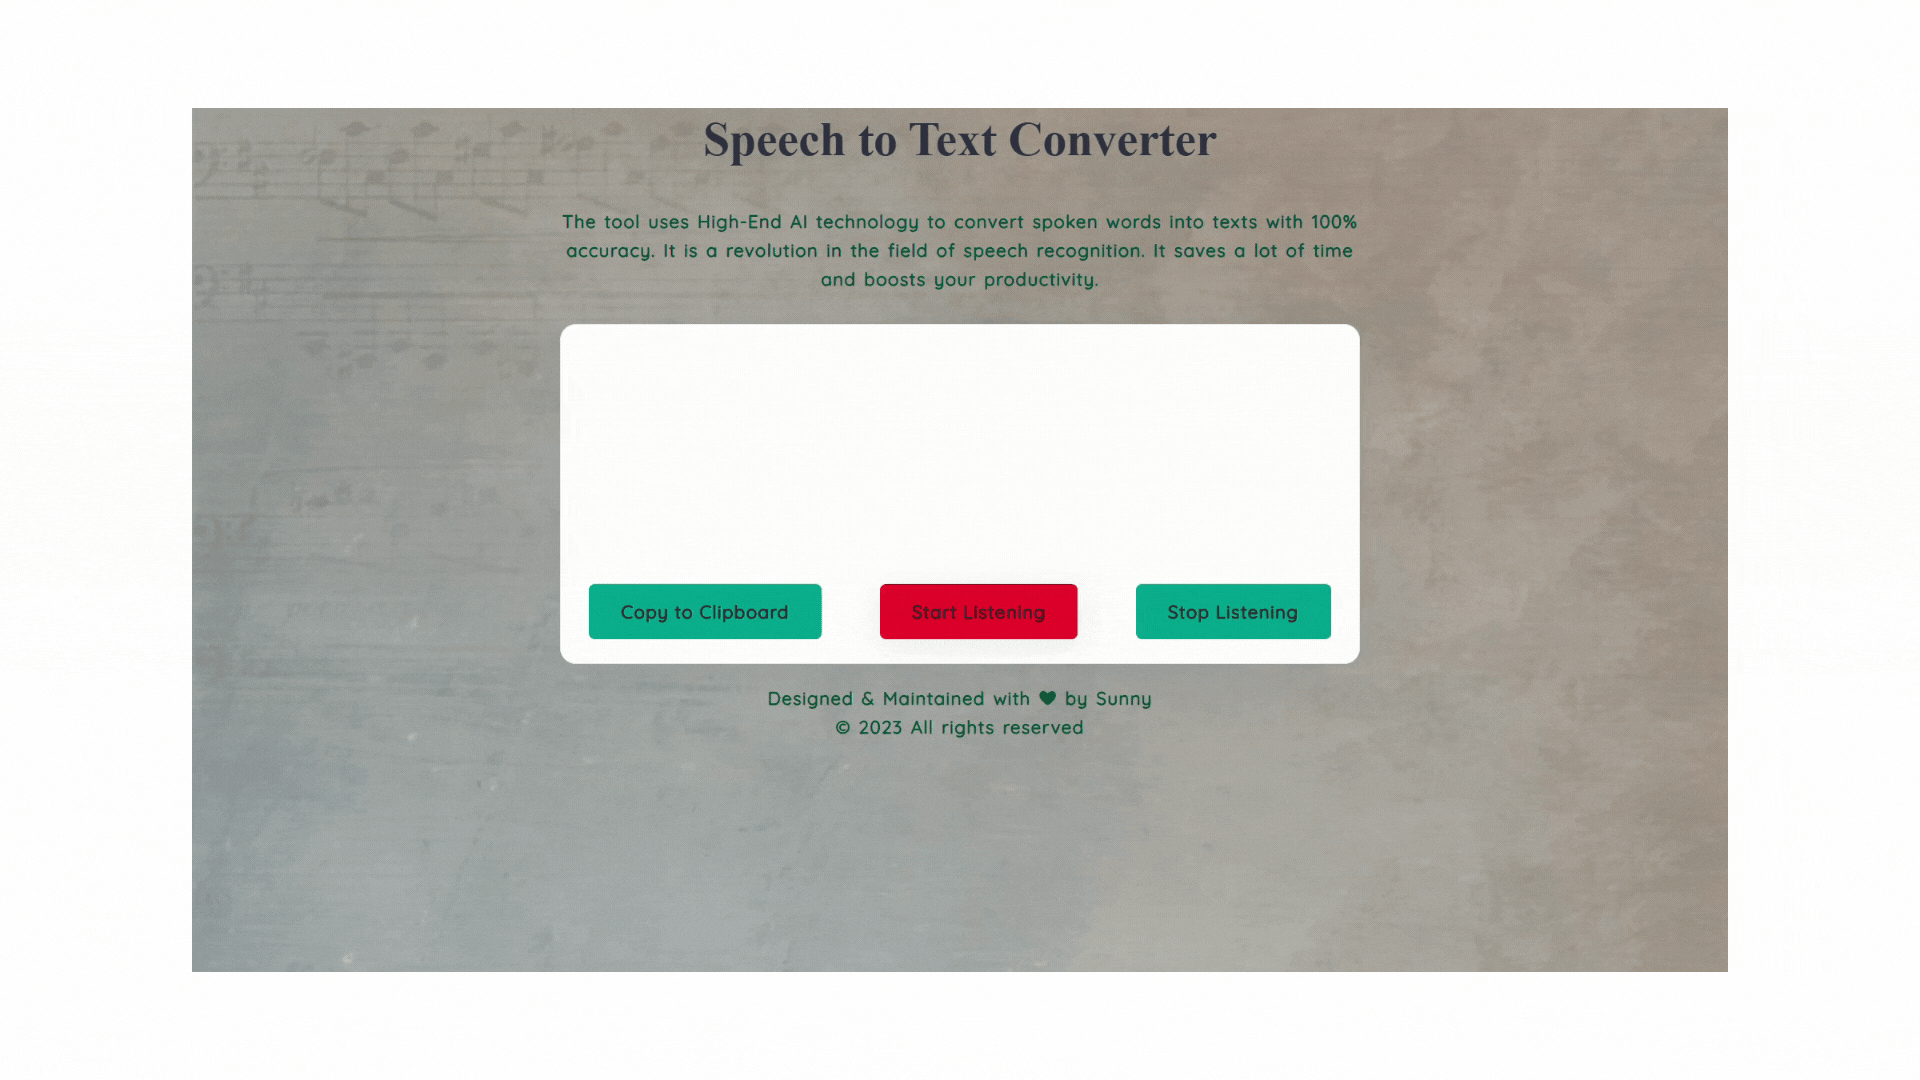 Speech to Text Converter
The tool uses High-End AI technology to convert spoken words into texts with 100%
accuracy. It is a revolution in the field of speech recognition. It saves a lot of time
and boosts your productivity.
Copy to Clipboard
Start Listening
Stop Listening
Designed & Maintained with ♥ by Sunny
© 2023 All rights reserved